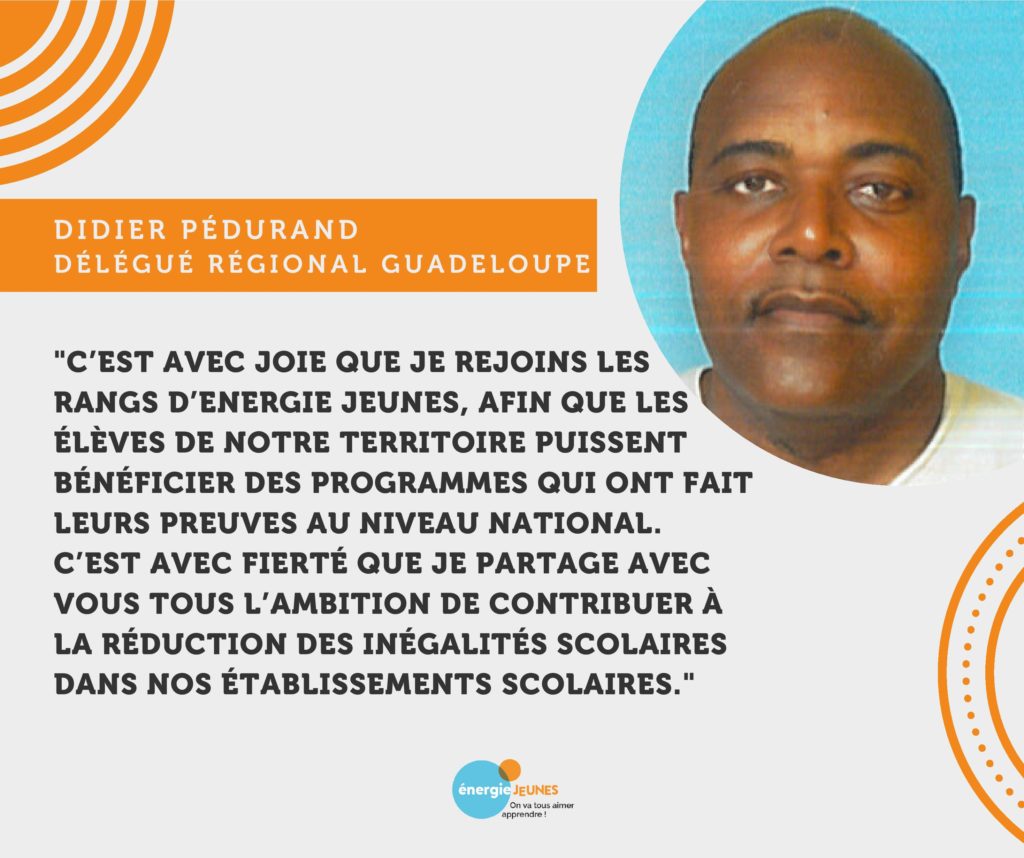 DIDIER PÉDURAND
DÉLÉGUÉ RÉGIONAL GUADELOUPE
"C’EST AVEC JOIE QUE JE REJOINS LES
RANGS D’ENERGIE JEUNES, AFIN QUE LES
ÉLÈVES DE NOTRE TERRITOIRE PUISSENT
BÉNÉFICIER DES PROGRAMMES QUI ONT FAIT
LEURS PREUVES AU NIVEAU NATIONAL.
C’EST AVEC FIERTÉ QUE JE PARTAGE AVEC
VOUS TOUS L’AMBITION DE CONTRIBUER À
LA RÉDUCTION DES INÉGALITÉS SCOLAIRES
DANS NOS ÉTABLISSEMENTS SCOLAIRES."
énergie JEUNES
On va tous aimer
apprendre !